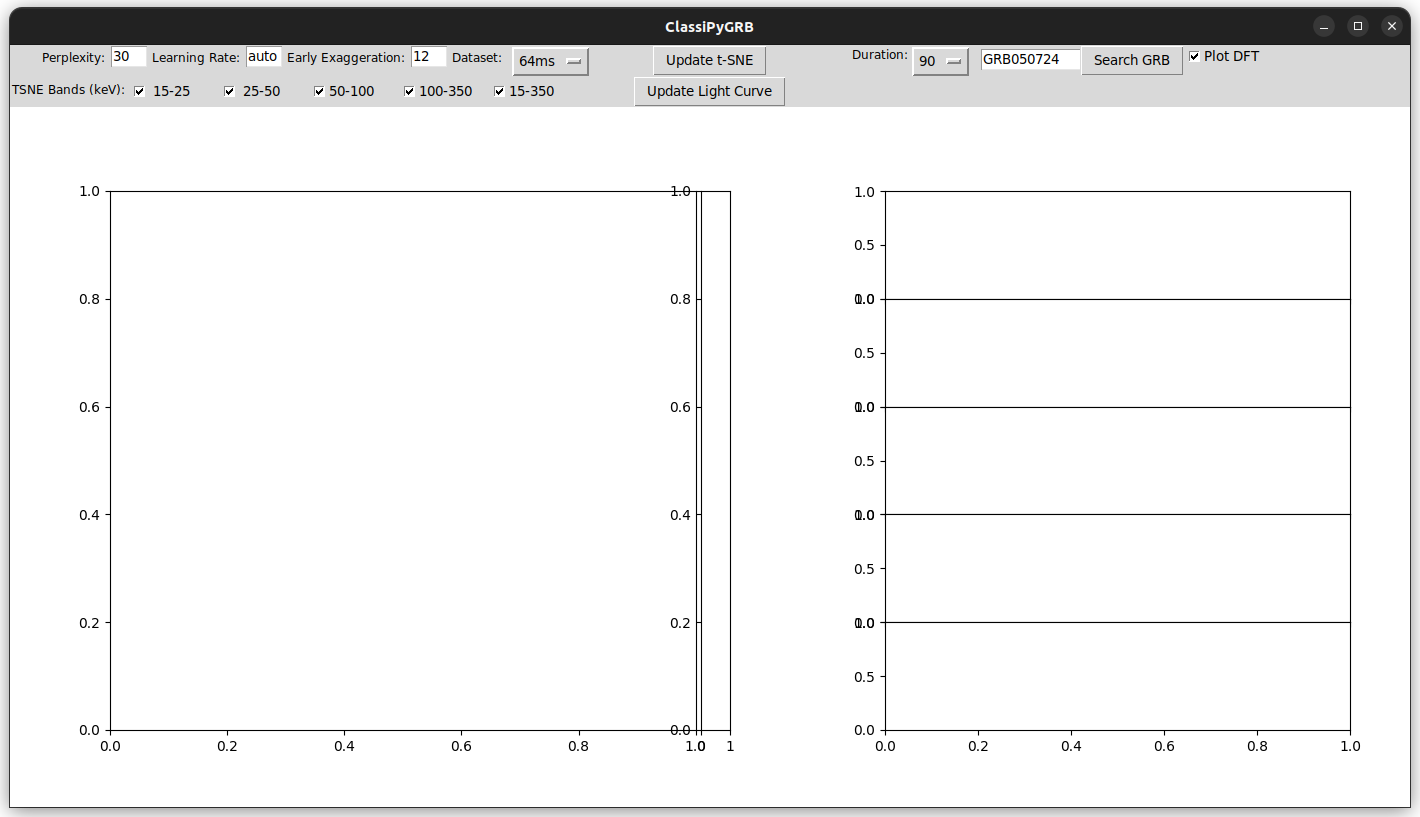 ClassiPyGRB
Perplexity: 30 Learning Rate: auto Early Exaggeration: 12 Dataset: 64ms Update t-SNE Duration: 90 GRB050724 Search GRB Plot DFT
TSNE Bands (keV): 15-25 25-50 50-100 100-350 15-350 Update Light Curve
1.0 1.0 1.0
0.5
0.8 0.8 1.0 0.0
0.5
0.6 0.6 1.0 0.0
0.5
0.4 0.4 1.0 0.0
0.5
0.2 0.2 1.0 0.0
0.5
0.0 0.0 0.0
0.0 0.2 0.4 0.6 0.8 1.0 0 1 0.0 0.2 0.4 0.6 0.8 1.0